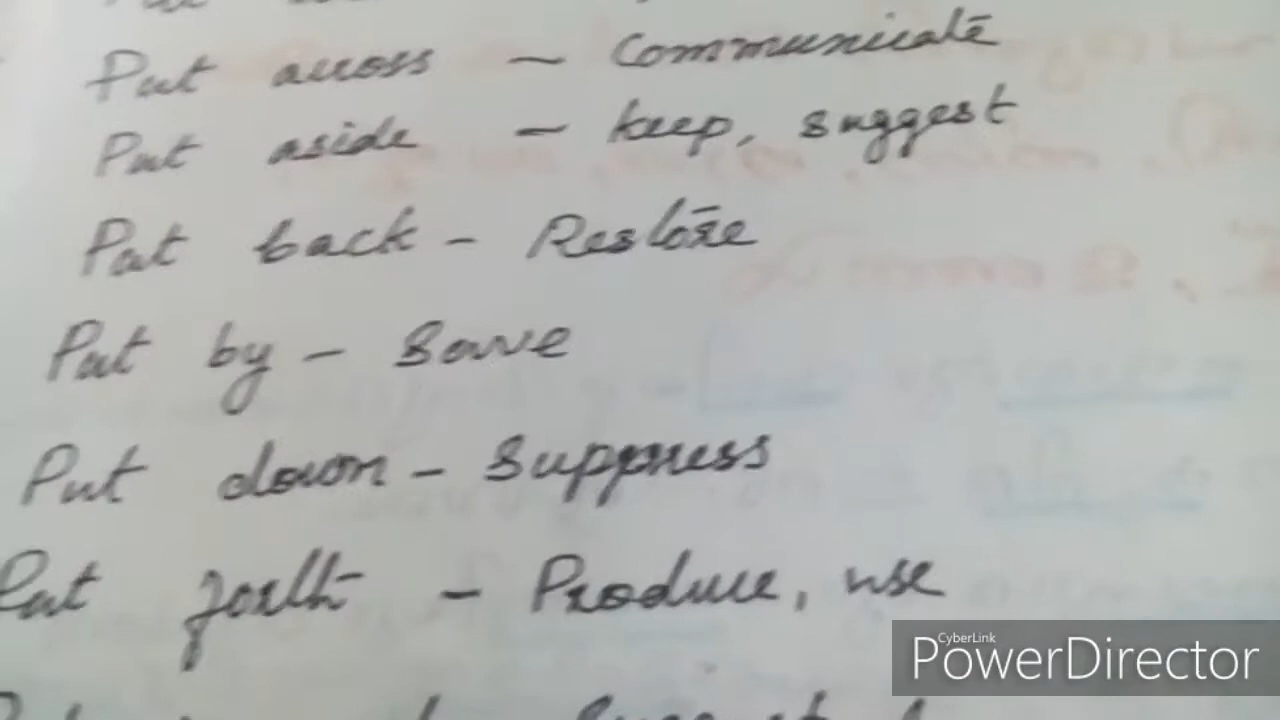 Put across - Communicate
Put aside - keep, suggest
Put back - Restore
Put by - Save
Put down - Suppress
Put forth - Produce, use
CyberLink
PowerDirector